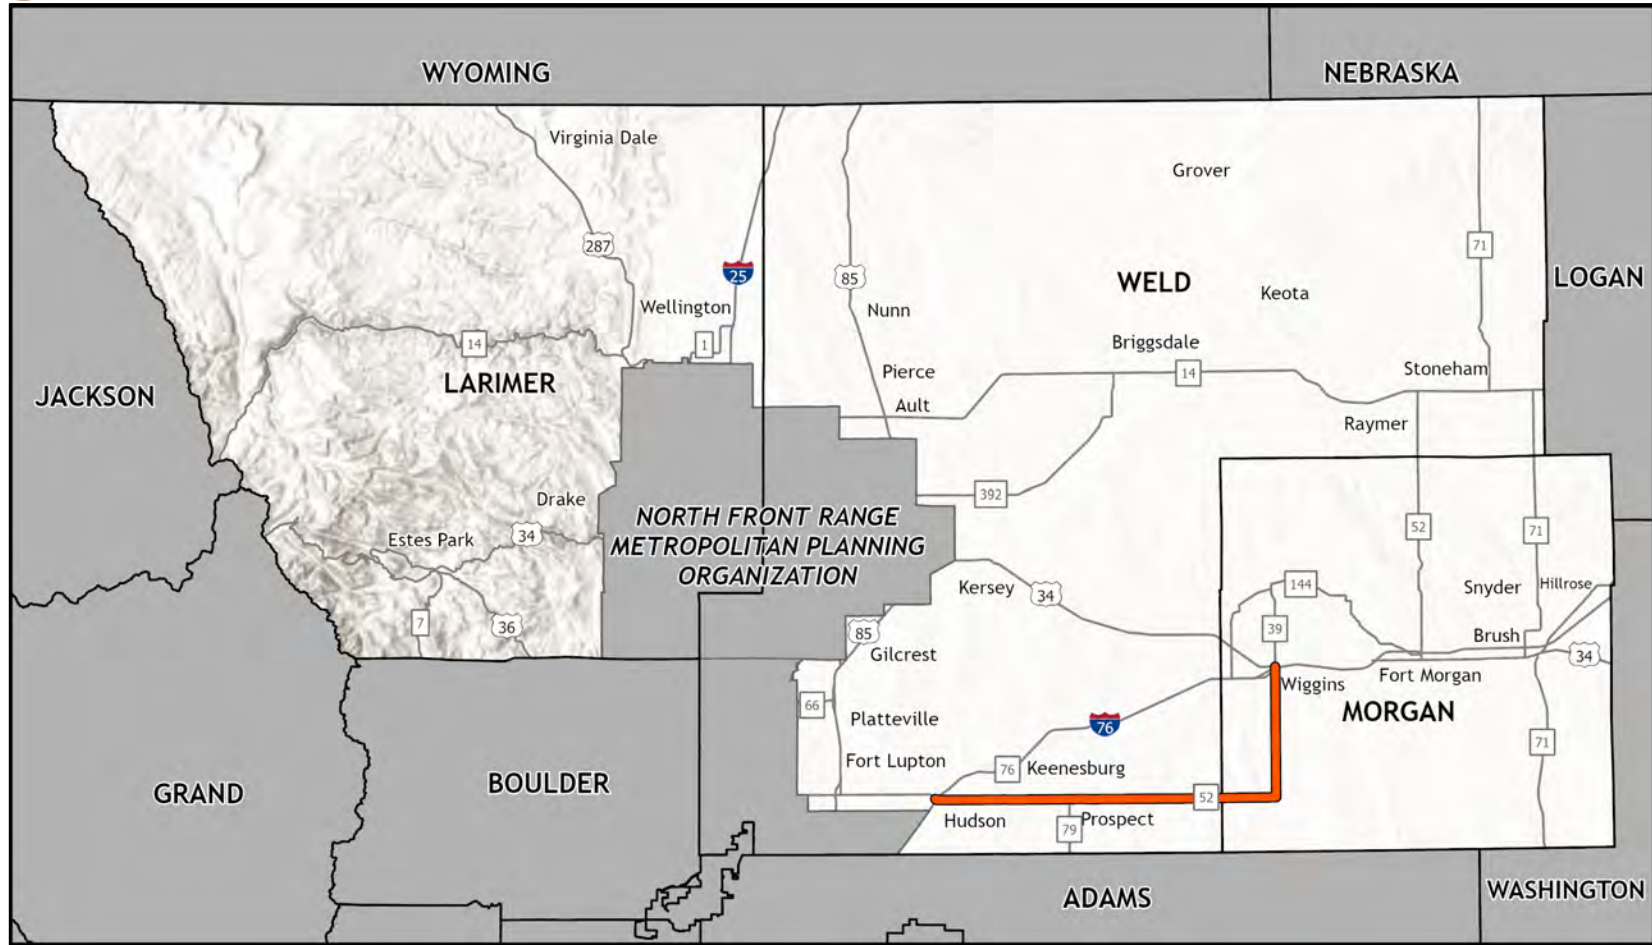 WYOMING
NEBRASKA
Virginia Dale
Grover
287
25
85
71
WELD
LOGAN
Keota
Wellington
Nunn
1
14
Briggsdale
14
Stoneham
Pierce
LARIMER
JACKSON
Ault
Raymer
392
Drake
NORTH FRONT RANGE
METROPOLITAN PLANNING
ORGANIZATION
52
71
Estes Park
34
Kersey
34
144
Snyder
Hillrose
7
36
85
39
Brush
34
Gilcrest
Wiggins
Fort Morgan
66
Platteville
76
MORGAN
71
Fort Lupton
76
Keenesburg
GRAND
BOULDER
52
Hudson
79
Prospect
ADAMS
WASHINGTON